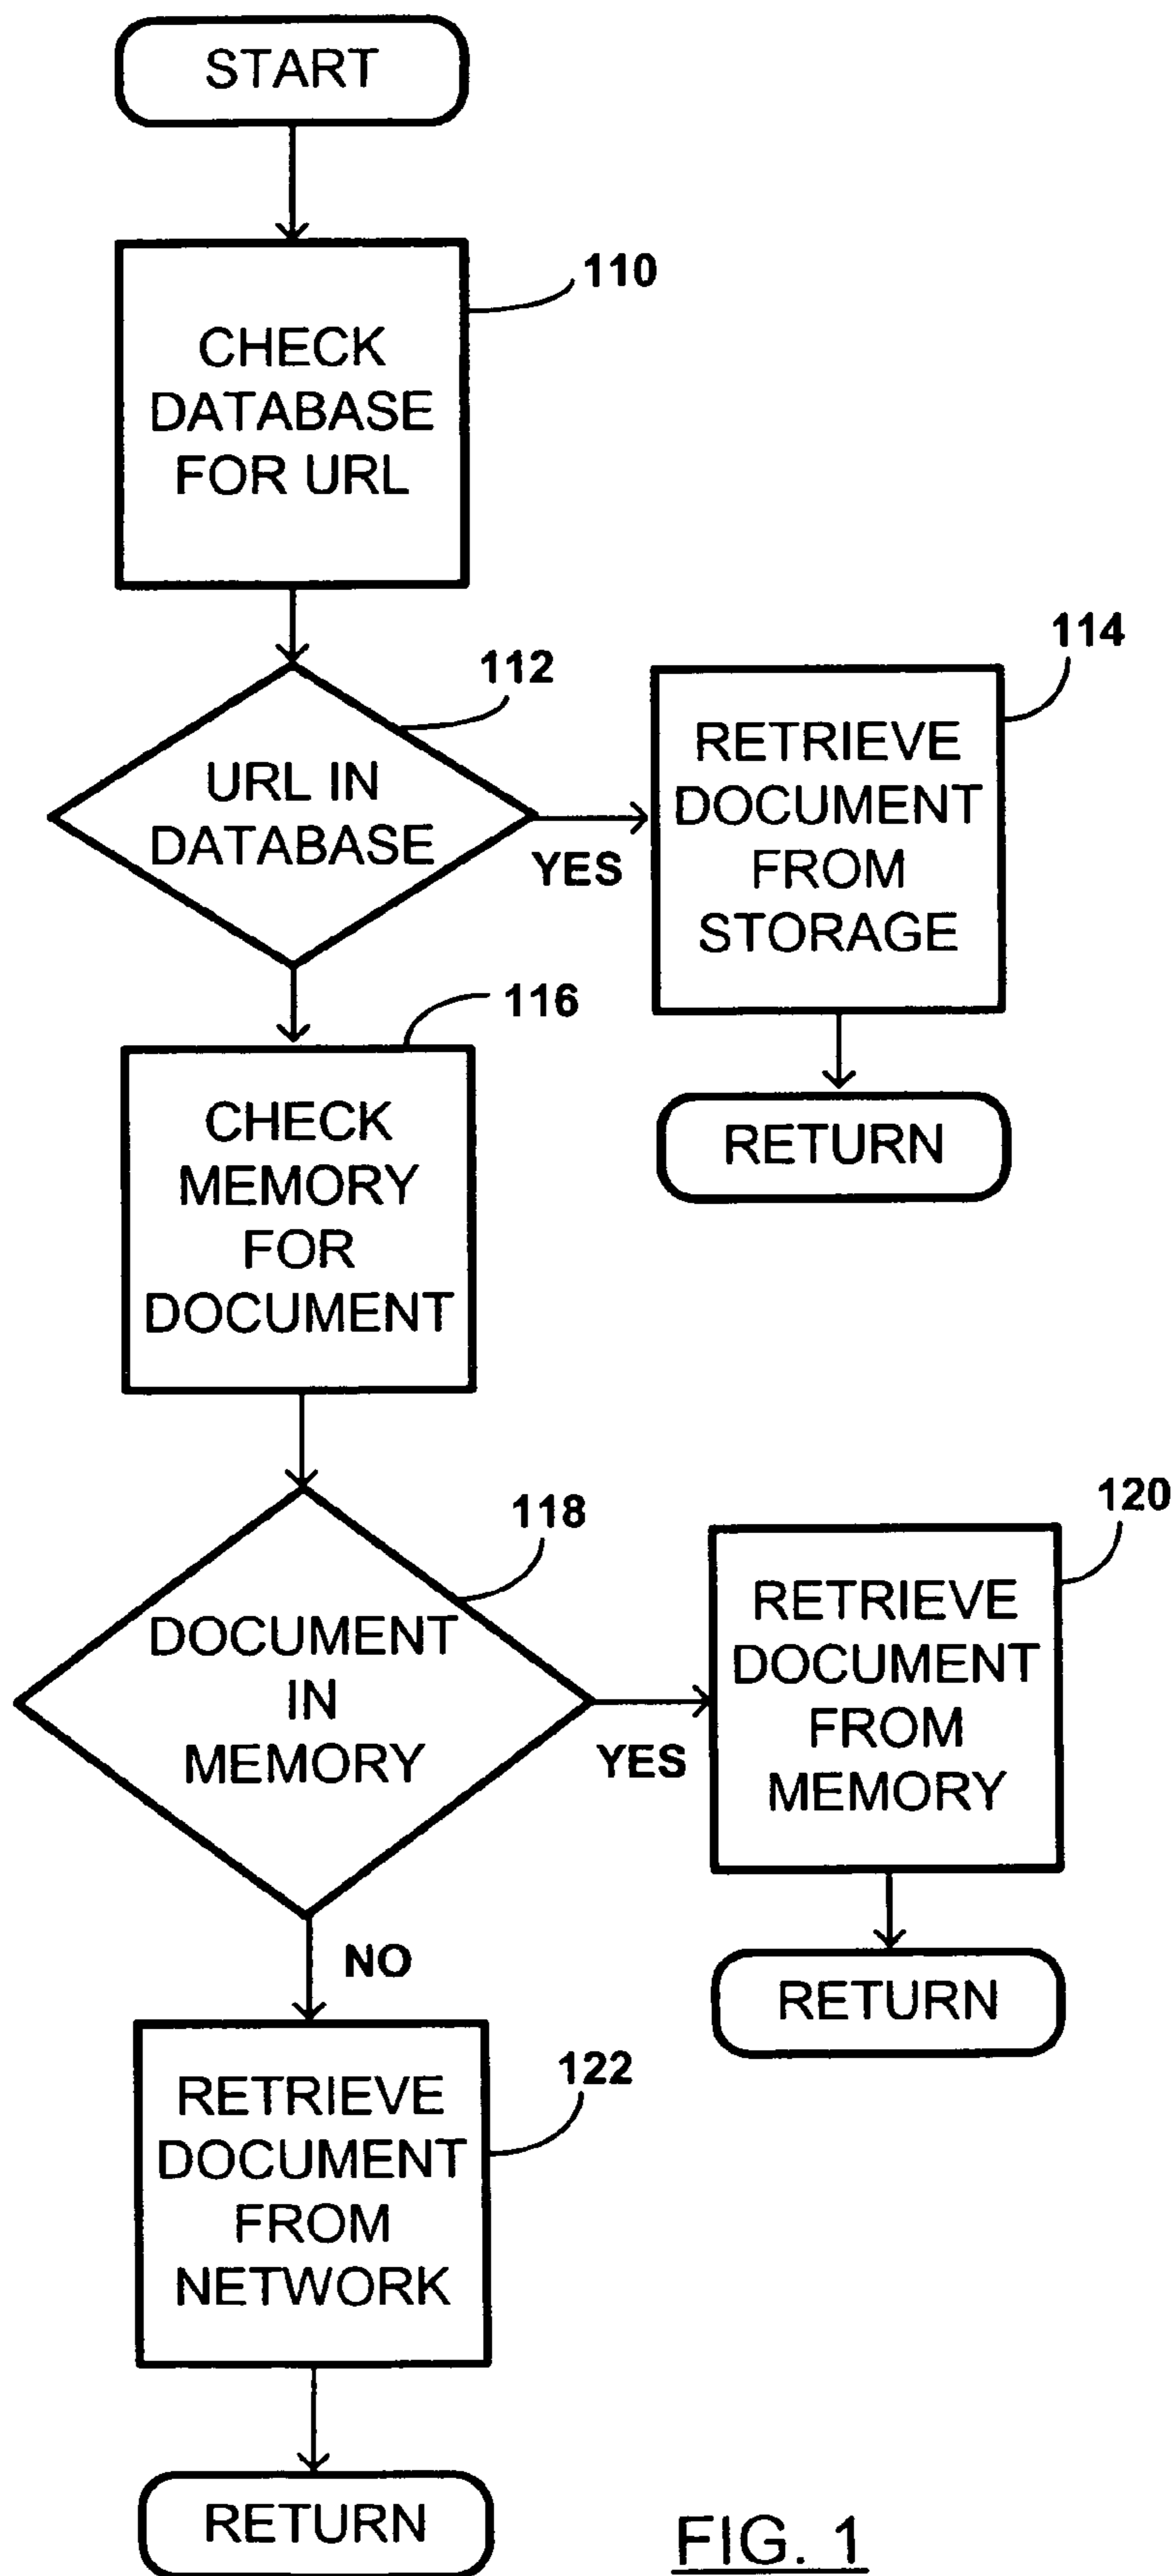 START
110
CHECK
DATABASE
FOR URL
112
URL IN
DATABASE
YES
114
RETRIEVE
DOCUMENT
FROM
STORAGE
RETURN
116
CHECK
MEMORY
FOR
DOCUMENT
118
DOCUMENT
IN
MEMORY
YES
120
RETRIEVE
DOCUMENT
FROM
MEMORY
RETURN
NO
122
RETRIEVE
DOCUMENT
FROM
NETWORK
RETURN
FIG. 1